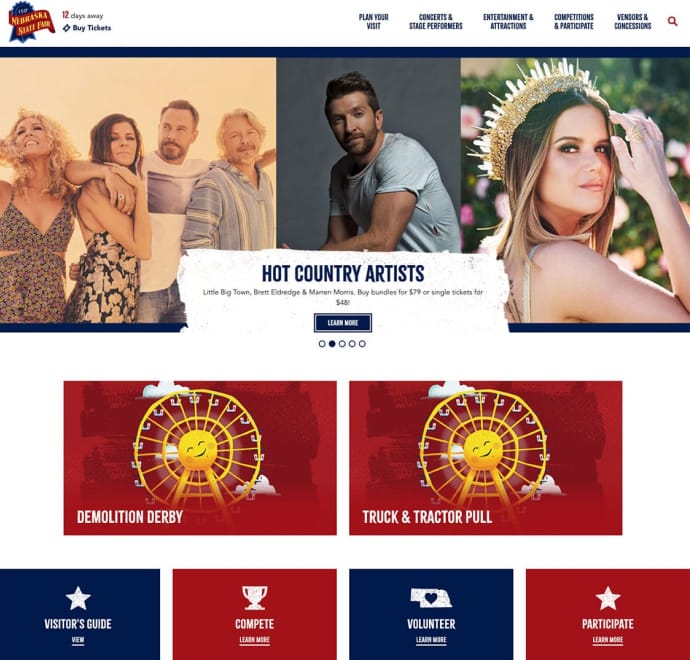 150
NEBRASKA
STATE FAIR
12 days away
Buy Tickets
PLAN YOUR
VISIT
CONCERTS &
STAGE PERFORMERS
ENTERTAINMENT &
ATTRACTIONS
COMPETITIONS
& PARTICIPATE
VENDORS &
CONCESSIONS
HOT COUNTRY ARTISTS
Little Big Town, Brett Eldredge & Marren Morris. Buy bundles for $79 or single tickets for
$48!
LEARN MORE
DEMOLITION DERBY
TRUCK & TRACTOR PULL
VISITOR'S GUIDE
VIEW
COMPETE
LEARN MORE
VOLUNTEER
LEARN MORE
PARTICIPATE
LEARN MORE